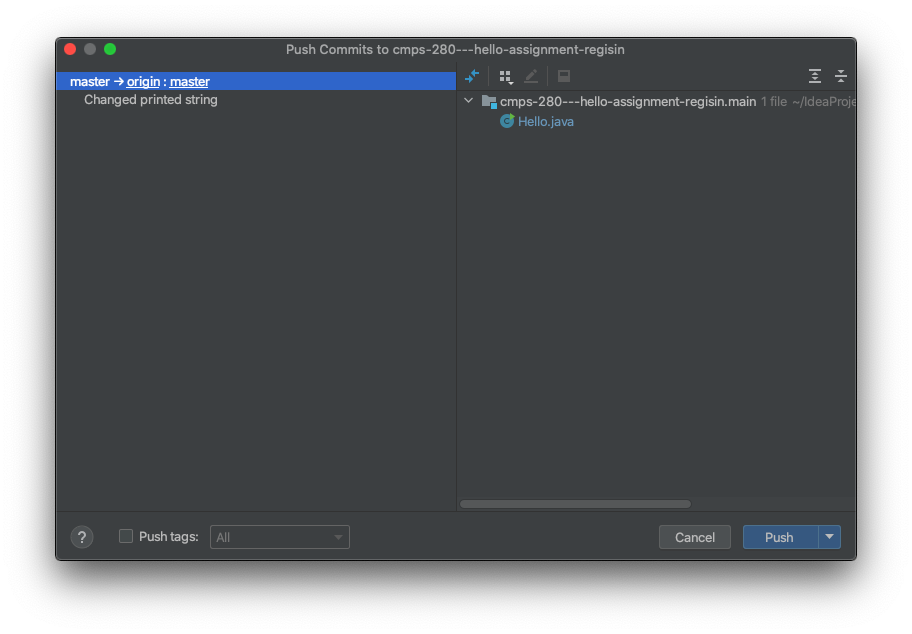 Push Commits to cmps-280---hello-assignment-regisin
master → origin : master
Changed printed string
cmps-280---hello-assignment-regisin.main 1 file ~/IdeaProje
Hello.java
? Push tags: All Cancel Push